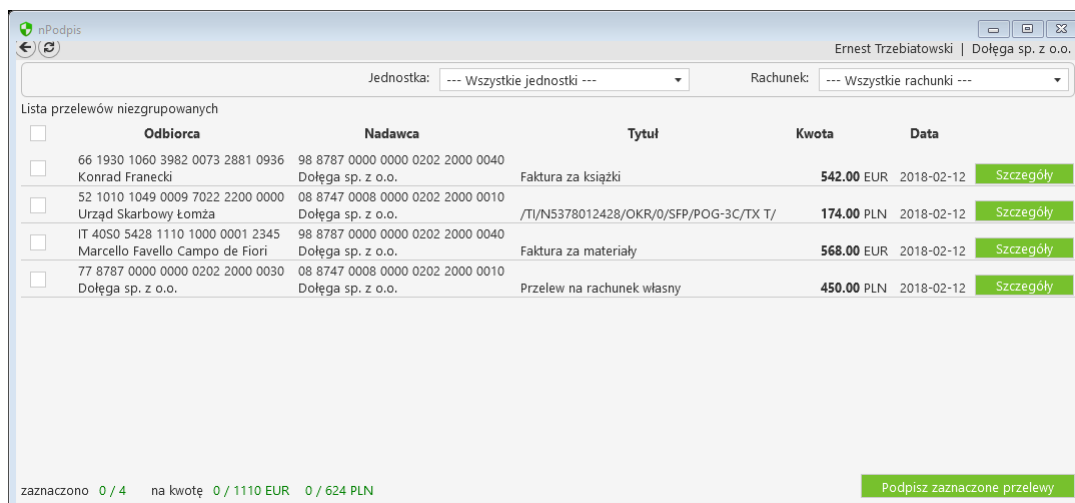 nPodpis
Ernest Trzebiatowski | Dołęga sp. z o.o.
Jednostka: --- Wszystkie jednostki --- Rachunek: --- Wszystkie rachunki ---
Lista przelewów niezgrupowanych
Odbiorca Nadawca Tytuł Kwota Data
66 1930 1060 3982 0073 2881 0936 98 8787 0000 0000 0202 2000 0040
Konrad Franecki Dołęga sp. z o.o. Faktura za książki 542.00 EUR 2018-02-12 Szczegóły
52 1010 1049 0009 7022 2200 0000 08 8747 0008 0000 0202 2000 0010
Urząd Skarbowy Łomża Dołęga sp. z o.o. /TI/N5378012428/OKR/0/SFP/POG-3C/TX T/ 174.00 PLN 2018-02-12 Szczegóły
IT 40S0 5428 1110 1000 0001 2345 98 8787 0000 0000 0202 2000 0040
Marcello Favello Campo de Fiori Dołęga sp. z o.o. Faktura za materiały 568.00 EUR 2018-02-12 Szczegóły
77 8787 0000 0000 0202 2000 0030 08 8747 0008 0000 0202 2000 0010
Dołęga sp. z o.o. Dołęga sp. z o.o. Przelew na rachunek własny 450.00 PLN 2018-02-12 Szczegóły
zaznaczono 0 / 4 na kwotę 0 / 1110 EUR 0 / 624 PLN Podpisz zaznaczone przelewy